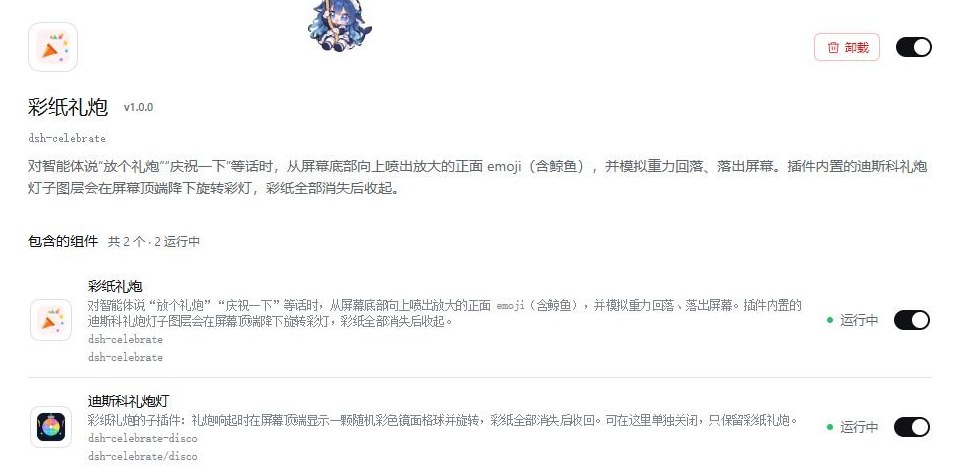 卸载
彩纸礼炮 v1.0.0
dsh-celebrate
对智能体说“放个礼炮”“庆祝一下”等话时，从屏幕底部向上喷出放大的正面 emoji（含鲸鱼），并模拟重力回落、落出屏幕。插件内置的迪斯科礼炮
灯子图层会在屏幕顶端降下旋转彩灯，彩纸全部消失后收起。
包含的组件 共 2 个 · 2 运行中
彩纸礼炮
对智能体说“放个礼炮”“庆祝一下”等话时，从屏幕底部向上喷出放大的正面 emoji（含鲸鱼），并模拟重力回落、落出屏幕。插件内置的
迪斯科礼炮灯子图层会在屏幕顶端降下旋转彩灯，彩纸全部消失后收起。
运行中
dsh-celebrate
dsh-celebrate
迪斯科礼炮灯
彩纸礼炮的子插件：礼炮响起时在屏幕顶端显示一颗随机彩色镜面格球并旋转，彩纸全部消失后收回。可在这里单独关闭，只保留彩纸礼炮。
运行中
dsh-celebrate-disco
dsh-celebrate/disco